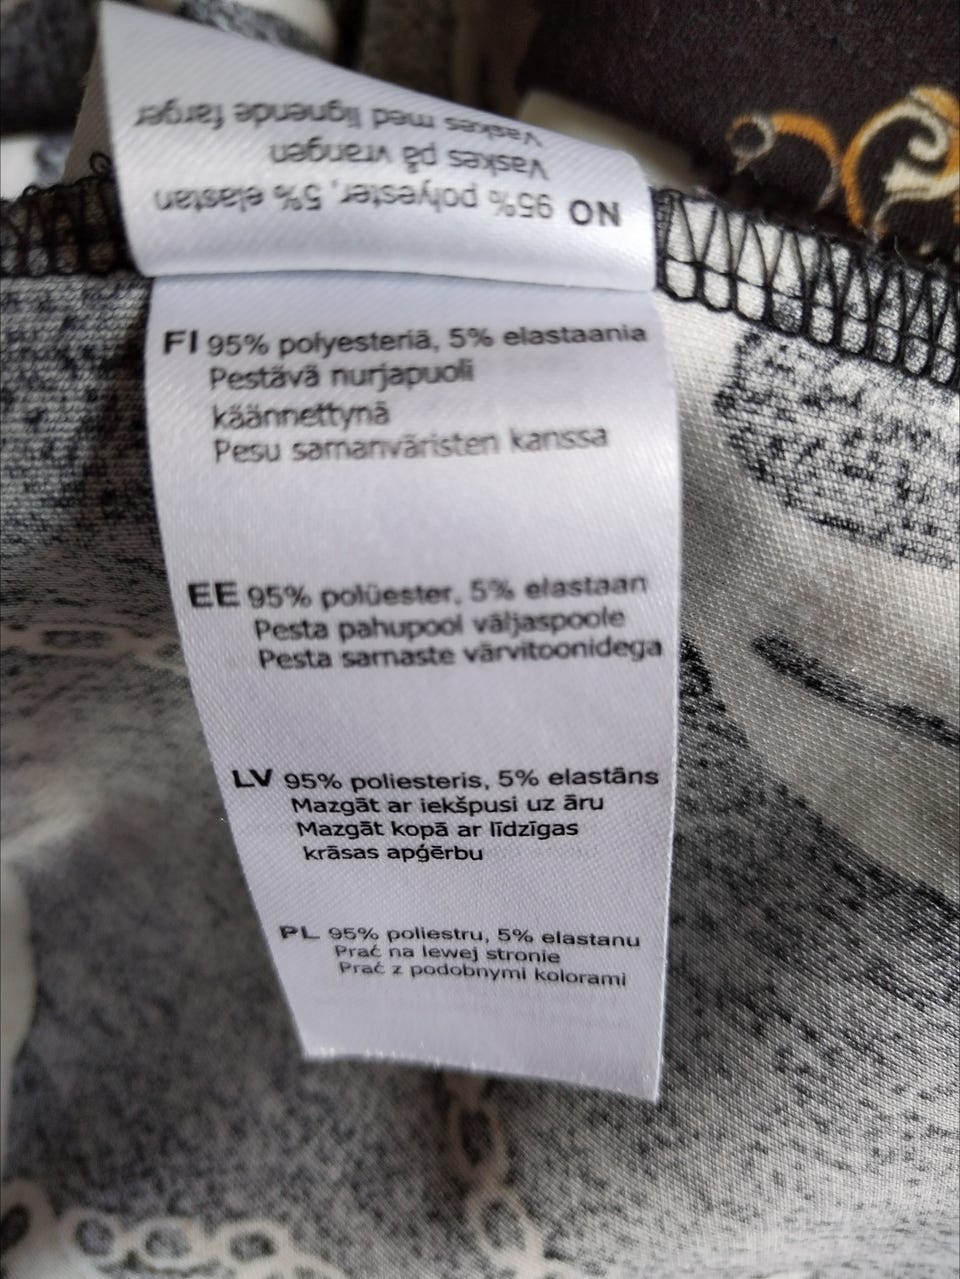 NO 95% polyester, 5% elastan
Vaskes på vrangen
Vaskes med lignende farger
FI 95% polyesteriä, 5% elastaania
Pestävä nurjapuoli
käännettynä
Pesu samanväristen kanssa
EE 95% polüester, 5% elastaan
Pesta pahupool väljaspoole
Pesta sarnaste värvitoonidega
LV 95% poliesteris, 5% elastāns
Mazgāt ar iekšpusi uz āru
Mazgāt kopā ar līdzīgas
krāsas apģērbu
PL 95% poliestru, 5% elastanu
Prać na lewej stronie
Prać z podobnymi kolorami